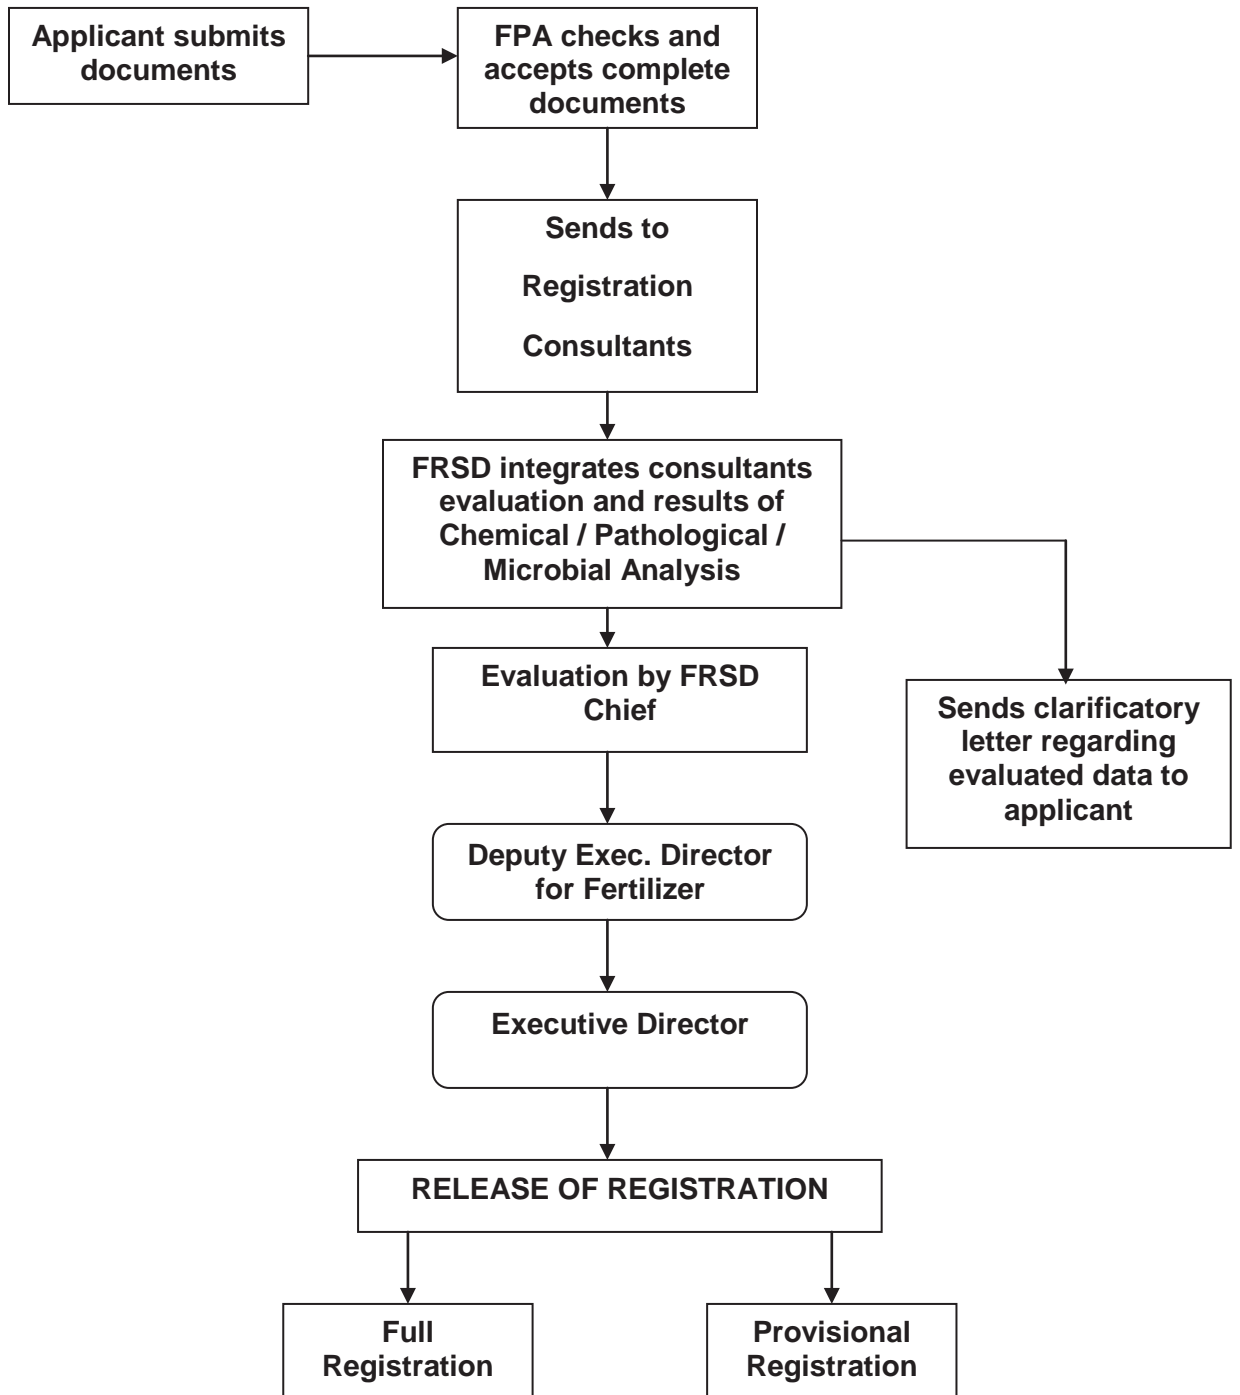 Applicant submits
documents
FPA checks and
accepts complete
documents
Sends to
Registration
Consultants
FRSD integrates consultants
evaluation and results of
Chemical / Pathological /
Microbial Analysis
Evaluation by FRSD
Chief
Sends clarificatory
letter regarding
evaluated data to
applicant
Deputy Exec. Director
for Fertilizer
Executive Director
RELEASE OF REGISTRATION
Full
Registration
Provisional
Registration